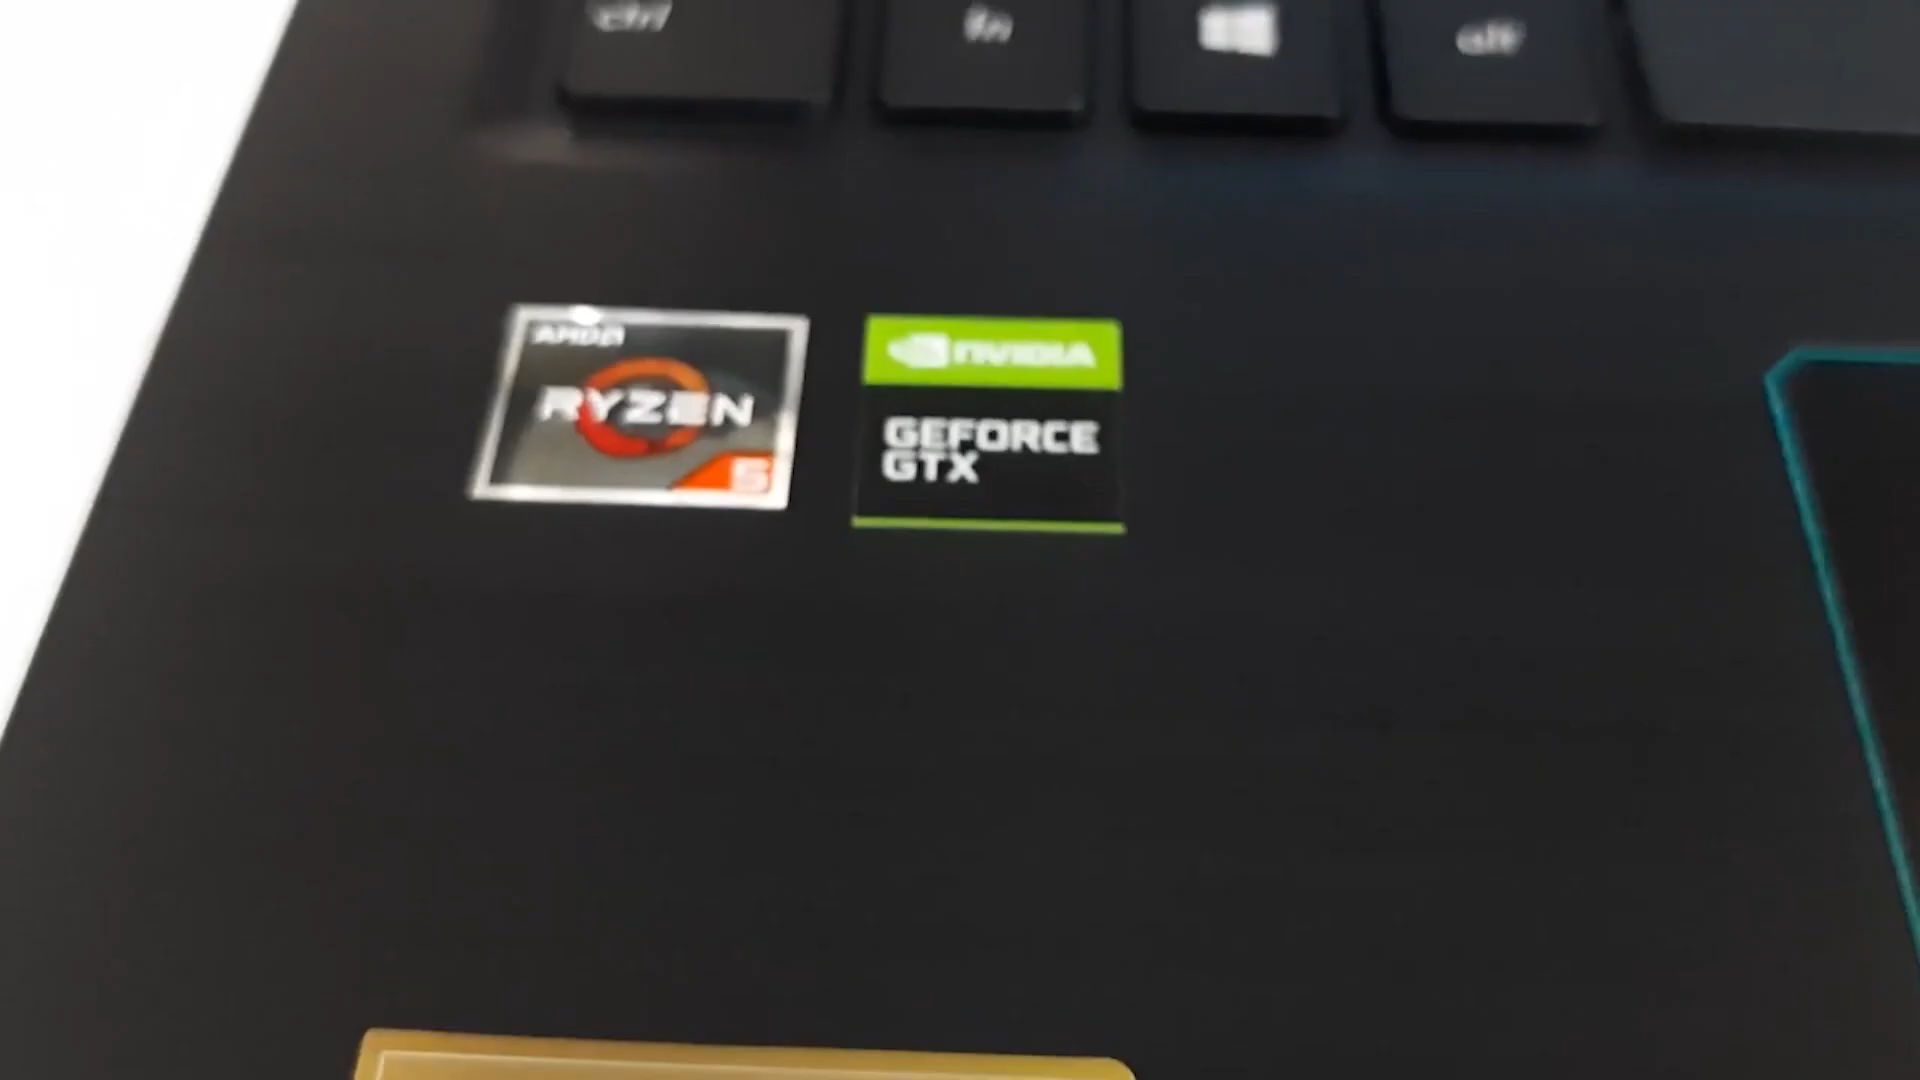 ctrl
fn
alt
AMD
RYZEN
5
NVIDIA
GEFORCE
GTX